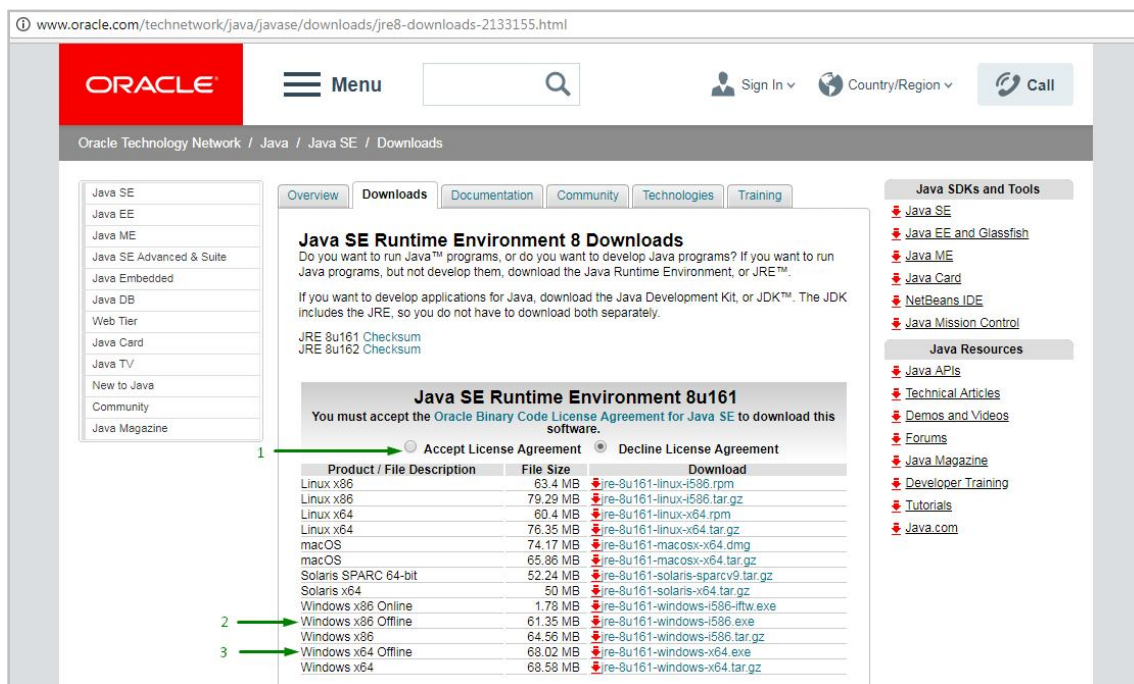 www.oracle.com/technetwork/java/javase/downloads/jre8-downloads-2133155.html
ORACLE
Menu
Sign In
Country/Region
Call
Oracle Technology Network / Java / Java SE / Downloads
Java SE
Java EE
Java ME
Java SE Advanced & Suite
Java Embedded
Java DB
Web Tier
Java Card
Java TV
New to Java
Community
Java Magazine
Overview
Downloads
Documentation
Community
Technologies
Training
Java SE Runtime Environment 8 Downloads
Do you want to run Java™ programs, or do you want to develop Java programs? If you want to run
Java programs, but not develop them, download the Java Runtime Environment, or JRE™.
If you want to develop applications for Java, download the Java Development Kit, or JDK™. The JDK
includes the JRE, so you do not have to download both separately.
JRE 8u161 Checksum
JRE 8u162 Checksum
Java SE Runtime Environment 8u161
You must accept the Oracle Binary Code License Agreement for Java SE to download this
software.
1
Accept License Agreement Decline License Agreement
Product / File Description File Size Download
Linux x86 63.4 MB jre-8u161-linux-i586.rpm
Linux x86 79.29 MB jre-8u161-linux-i586.tar.gz
Linux x64 60.4 MB jre-8u161-linux-x64.rpm
Linux x64 76.35 MB jre-8u161-linux-x64.tar.gz
macOS 74.17 MB jre-8u161-macosx-x64.dmg
macOS 65.86 MB jre-8u161-macosx-x64.tar.gz
Solaris SPARC 64-bit 52.24 MB jre-8u161-solaris-sparcv9.tar.gz
Solaris x64 50 MB jre-8u161-solaris-x64.tar.gz
Windows x86 Online 1.78 MB jre-8u161-windows-i586-iftw.exe
2 Windows x86 Offline 61.35 MB jre-8u161-windows-i586.exe
Windows x86 64.56 MB jre-8u161-windows-i586.tar.gz
3 Windows x64 Offline 68.02 MB jre-8u161-windows-x64.exe
Windows x64 68.58 MB jre-8u161-windows-x64.tar.gz
Java SDKs and Tools
Java SE
Java EE and Glassfish
Java ME
Java Card
NetBeans IDE
Java Mission Control
Java Resources
Java APIs
Technical Articles
Demos and Videos
Forums
Java Magazine
Developer Training
Tutorials
Java.com